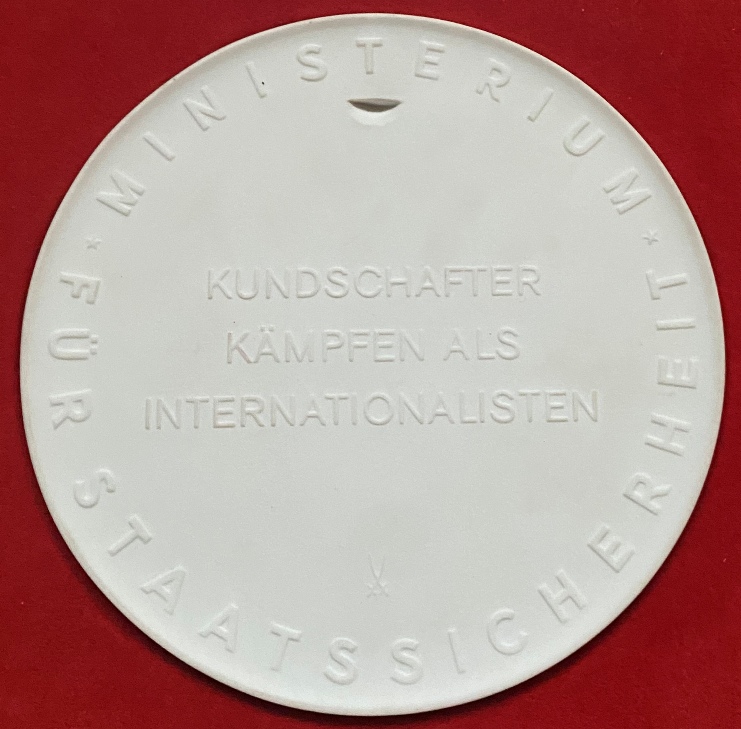 MINISTERIUM
FÜR STAATSSICHERHEIT
KUNDSCHAFTER
KÄMPFEN ALS
INTERNATIONALISTEN